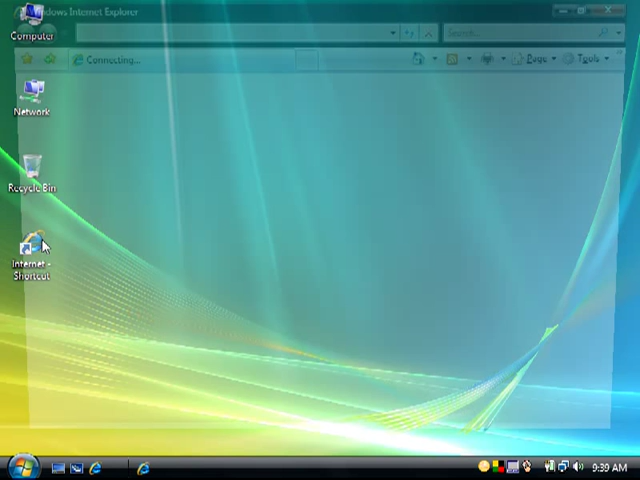 Windows Internet Explorer
Computer
Search...
Connecting...
Page
Tools
Network
Recycle Bin
Internet -
Shortcut
9:39 AM